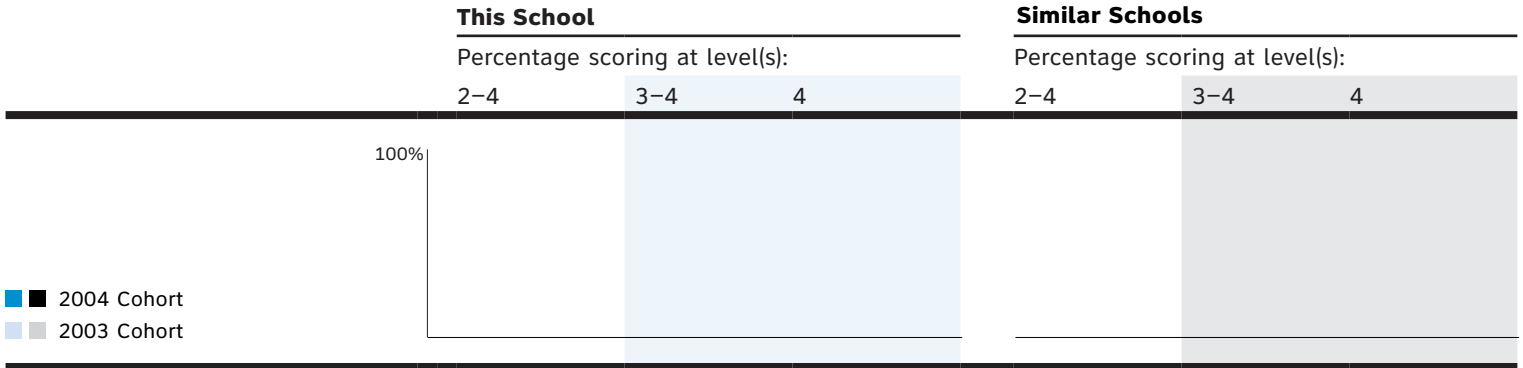 This School Similar Schools
Percentage scoring at level(s): Percentage scoring at level(s):
2–4 3–4 4 2–4 3–4 4
100%
2004 Cohort
2003 Cohort